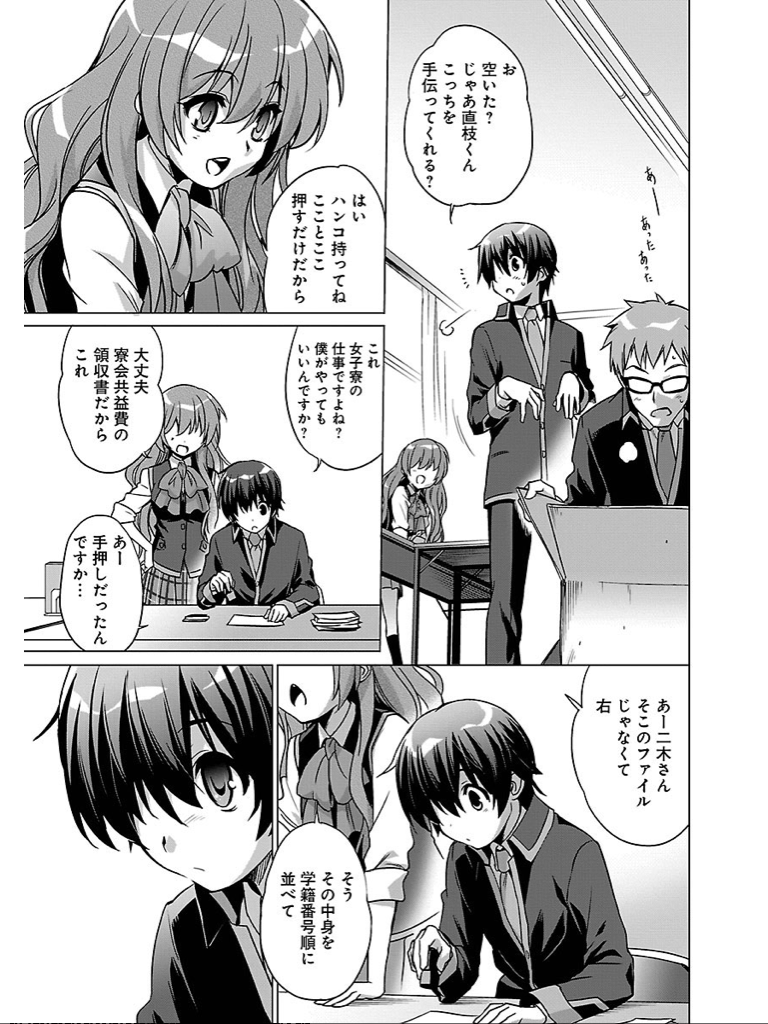 お
空いた？
じゃあ直枝くん
こっちを
手伝ってくれる？
あー
あった
あった
はい
ハンコ持ってね
こことここ
押すだけだから
これ
女子寮の
仕事ですよね？
僕がやっても
いいんですか？
大丈夫
寮会共益費の
領収書だから
これ
あー
手押しだったん
ですか…
あー二木さん
そこのファイル
じゃなくて
右
そう
その中身を
学籍番号順に
並べて